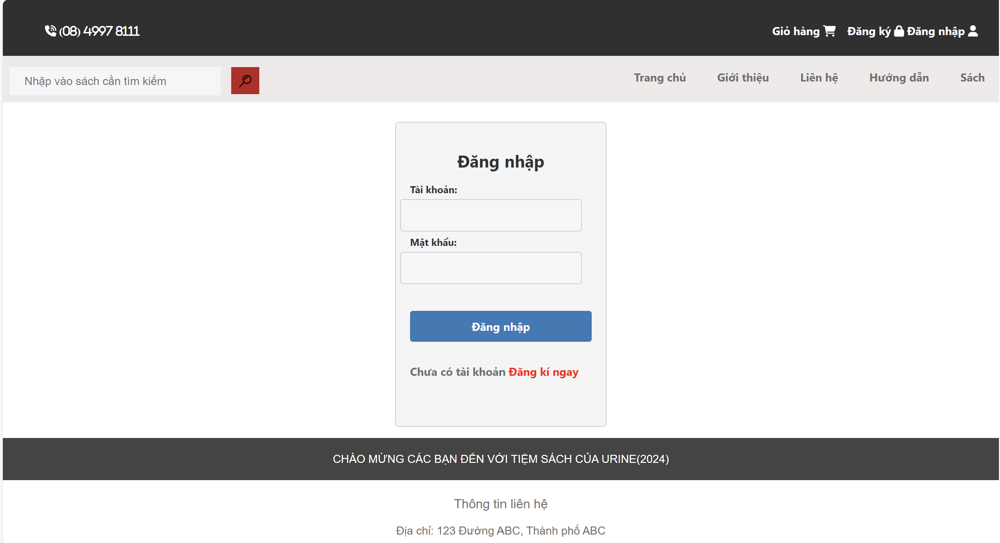 (08) 4997 8111
Giỏ hàng Đăng ký Đăng nhập
Nhập vào sách cần tìm kiếm
Trang chủ Giới thiệu Liên hệ Hướng dẫn Sách
Đăng nhập
Tài khoản:
Mật khẩu:
Đăng nhập
Chưa có tài khoản Đăng kí ngay
CHÀO MỪNG CÁC BẠN ĐẾN VỚI TIỆM SÁCH CỦA URINE(2024)
Thông tin liên hệ
Địa chỉ: 123 Đường ABC, Thành phố ABC